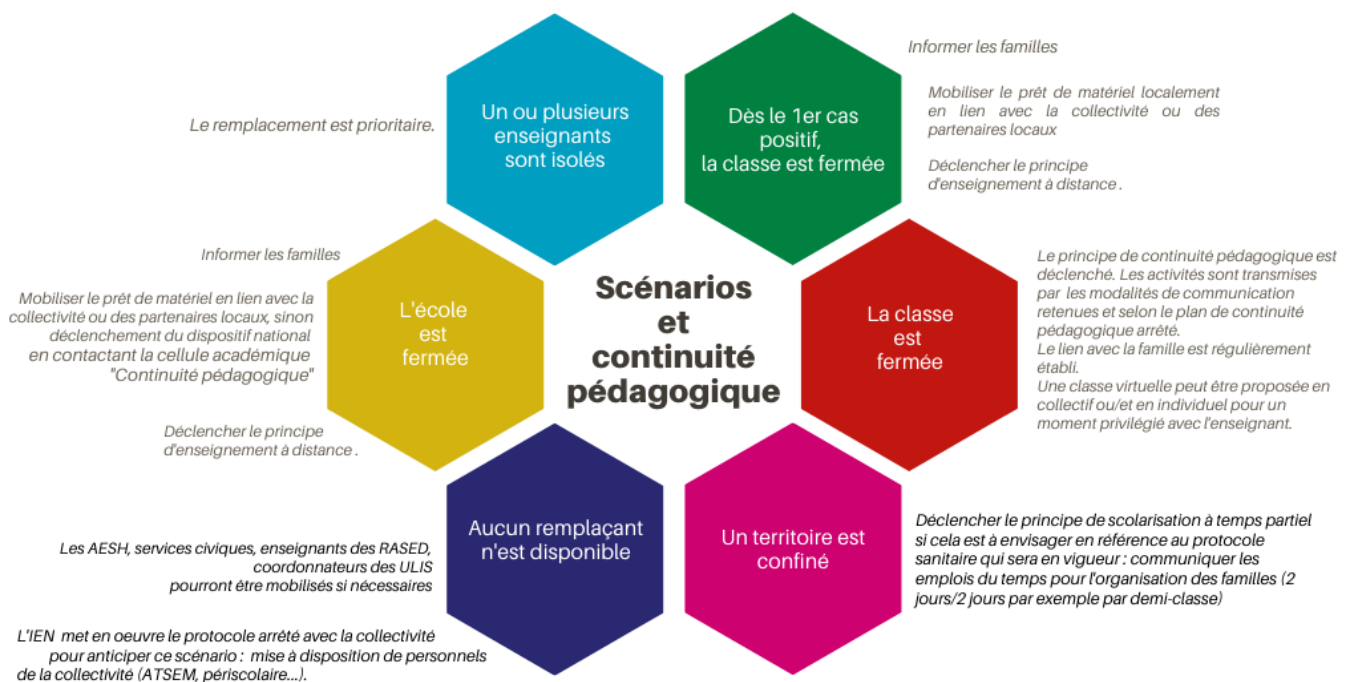 Informer les familles
Le remplacement est prioritaire.
Un ou plusieurs
enseignants
sont isolés
Dès le 1er cas
positif,
la classe est fermée
Mobiliser le prêt de matériel localement
en lien avec la collectivité ou des
partenaires locaux
Déclencher le principe
d'enseignement à distance .
Informer les familles
Mobiliser le prêt de matériel en lien avec la
collectivité ou des partenaires locaux, sinon
déclenchement du dispositif national
en contactant la cellule académique
"Continuité pédagogique"
Déclencher le principe
d'enseignement à distance .
L'école
est
fermée
Scénarios
et
continuité
pédagogique
La classe
est
fermée
Le principe de continuité pédagogique est
déclenché. Les activités sont transmises
par les modalités de communication
retenues et selon le plan de continuité
pédagogique arrêté.
Le lien avec la famille est régulièrement
établi.
Une classe virtuelle peut être proposée en
collectif ou/et en individuel pour un
moment privilégié avec l'enseignant.
Les AESH, services civiques, enseignants des RASED,
coordonnateurs des ULIS
pourront être mobilisés si nécessaires
L'IEN met en oeuvre le protocole arrêté avec la collectivité
pour anticiper ce scénario : mise à disposition de personnels
de la collectivité (ATSEM, périscolaire...).
Aucun remplaçant
n'est disponible
Un territoire est
confiné
Déclencher le principe de scolarisation à temps partiel
si cela est à envisager en référence au protocole
sanitaire qui sera en vigueur : communiquer les
emplois du temps pour l'organisation des familles (2
jours/2 jours par exemple par demi-classe)